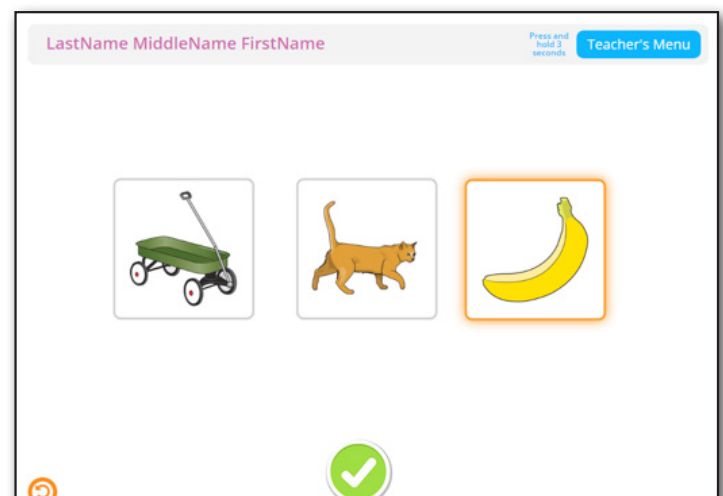 LastName MiddleName FirstName
Press and
hold 3
seconds
Teacher's Menu